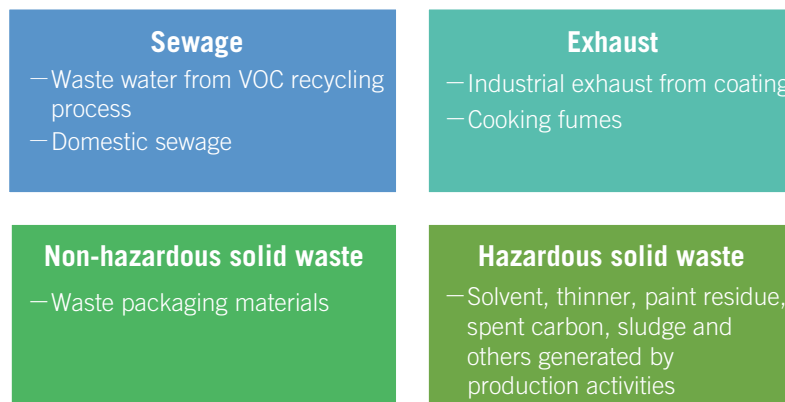 Sewage
—Waste water from VOC recycling
process
—Domestic sewage
Exhaust
—Industrial exhaust from coating
—Cooking fumes
Non-hazardous solid waste
—Waste packaging materials
Hazardous solid waste
—Solvent, thinner, paint residue,
spent carbon, sludge and
others generated by
production activities